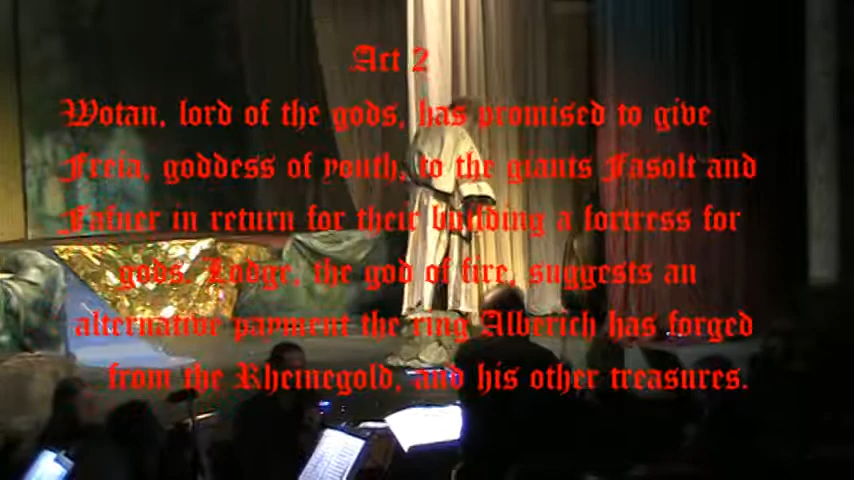 Act 2
Wotan, lord of the gods, has promised to give
Freia, goddess of youth, to the giants Fasolt and
Fafner in return for their building a fortress for
gods. Lodge, the god of fire, suggests an
alternative payment the ring Alberich has forged
from the Rheinegold, and his other treasures.